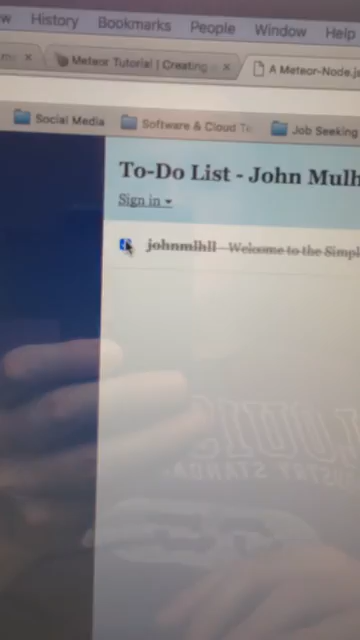 History Bookmarks People Window Help
Meteor Tutorial | Creating
A Meteor-Node.js
Social Media Software & Cloud Job Seeking
To-Do List - John Mulh
Sign in
johnmlhll - Welcome to the Simpl